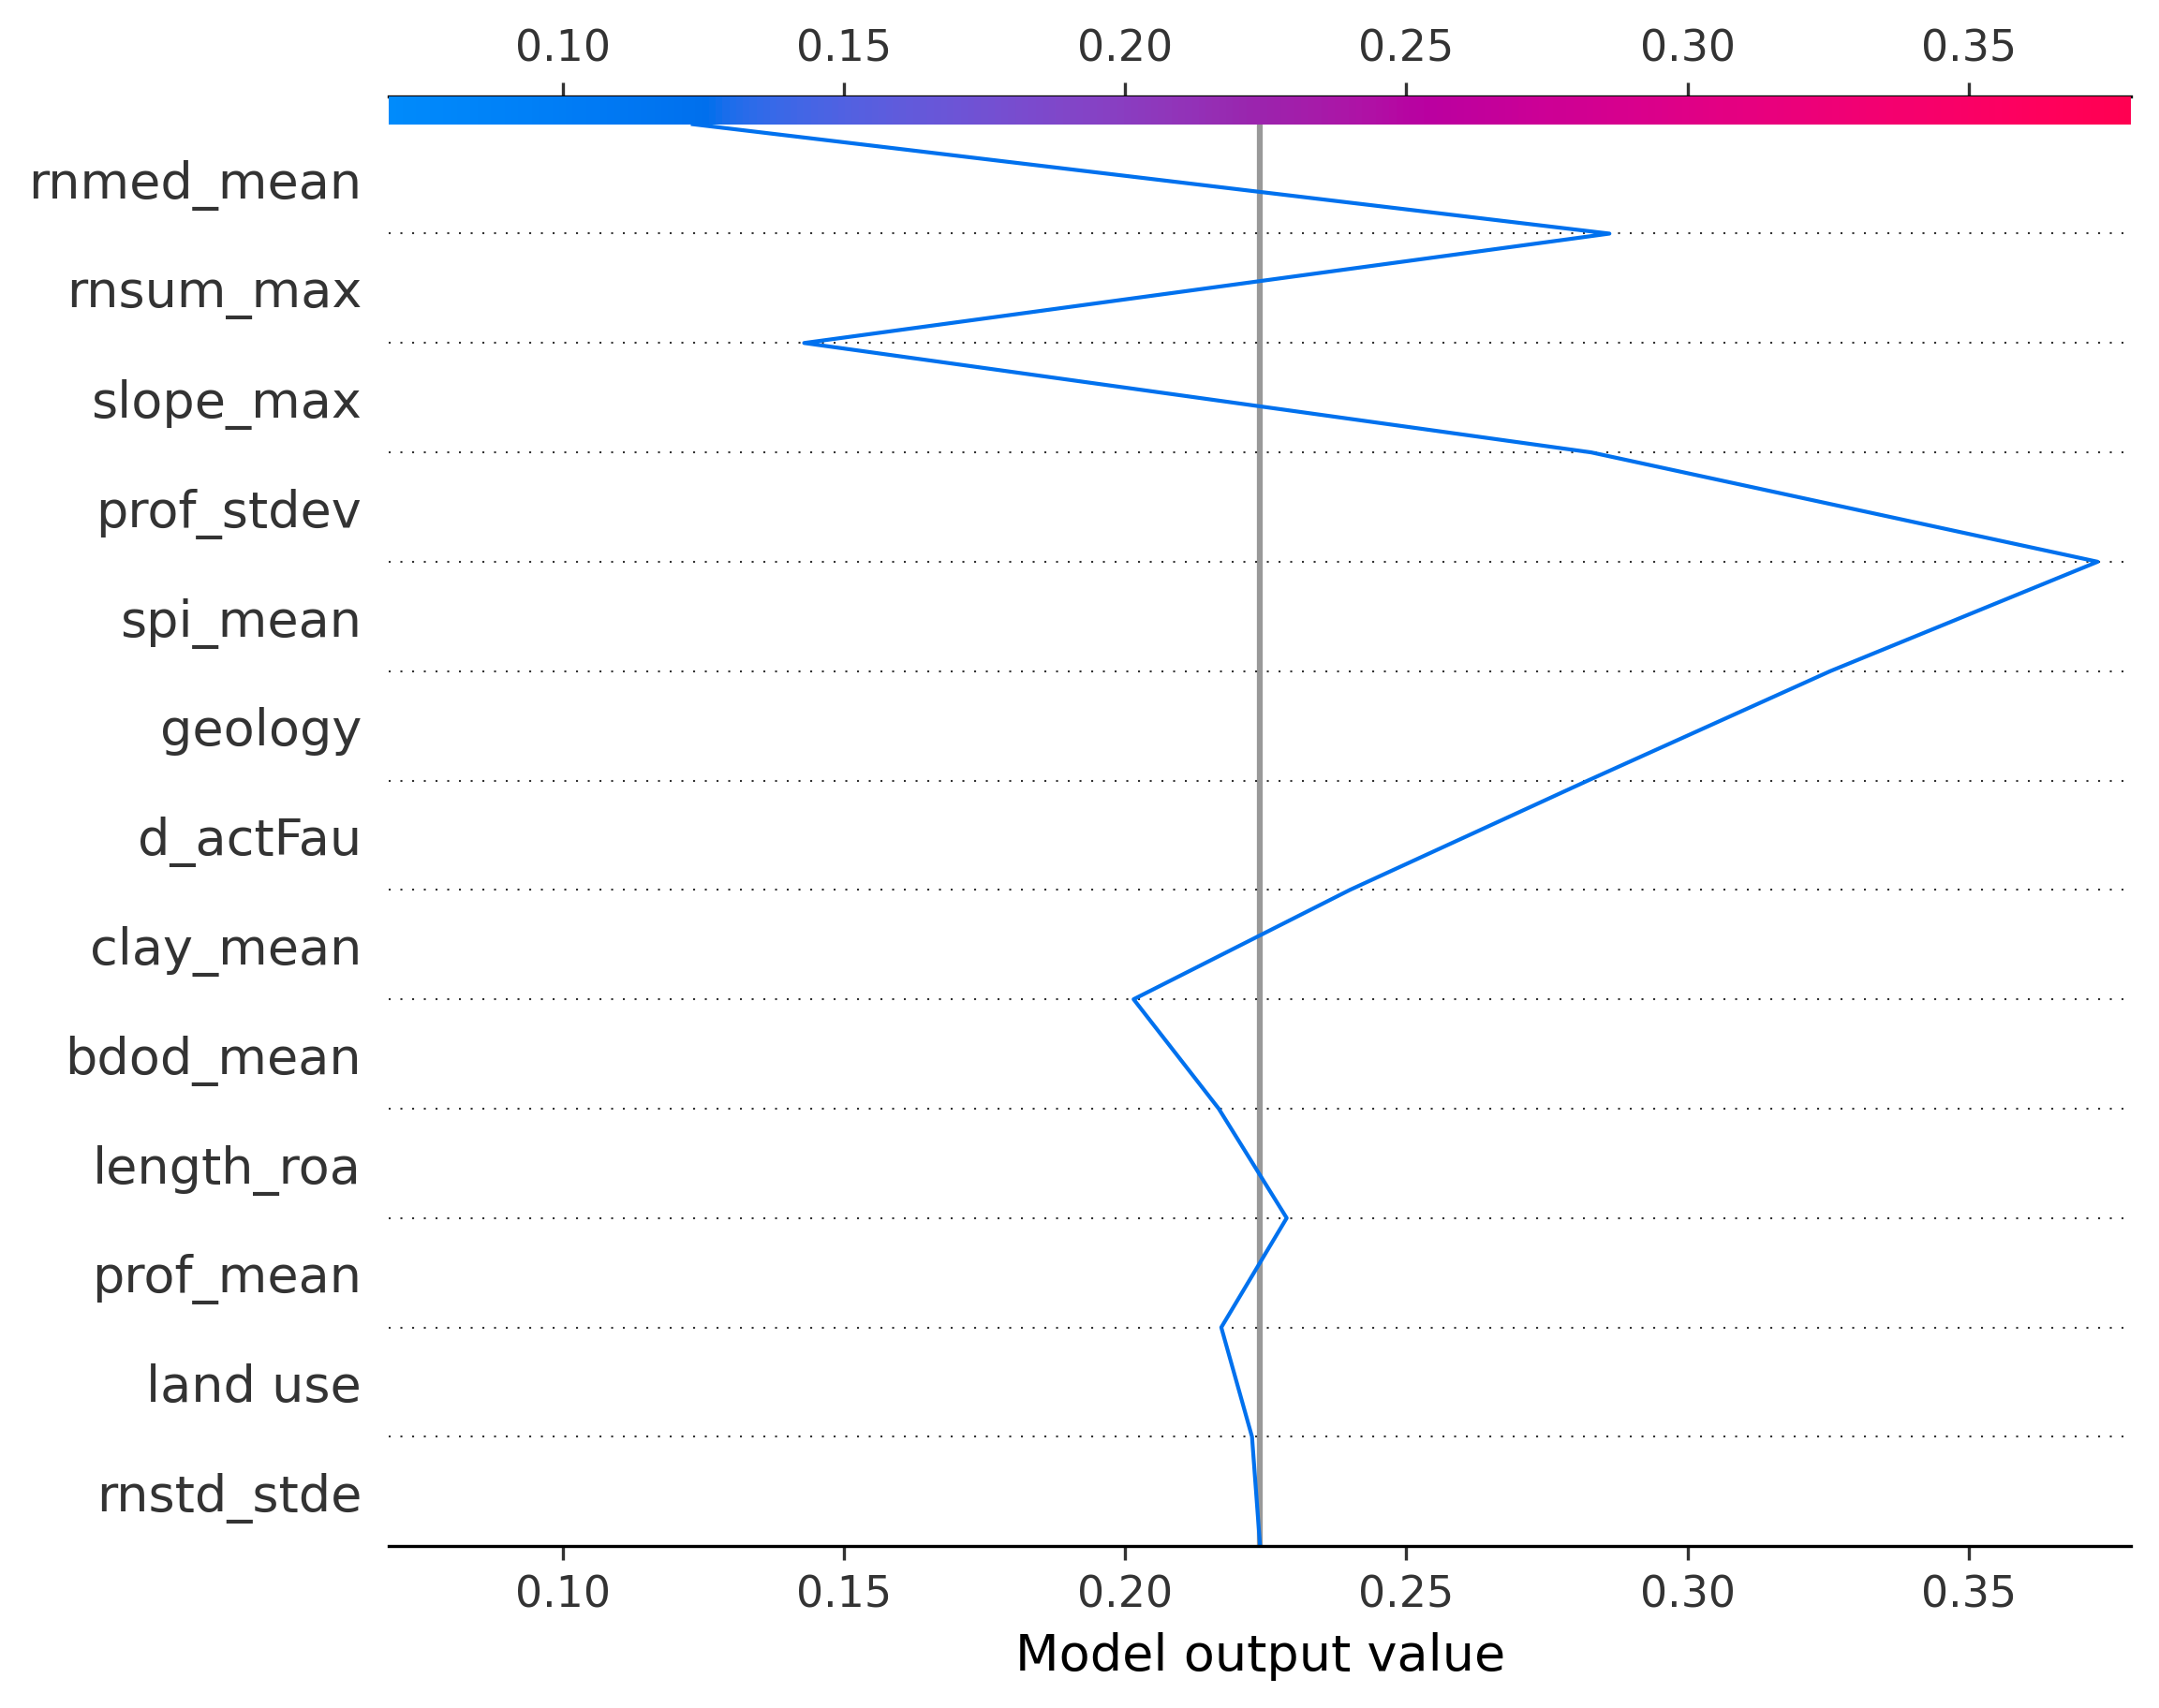 0.10 0.15 0.20 0.25 0.30 0.35
rnmed_mean
rnsum_max
slope_max
prof_stdev
spi_mean
geology
d_actFau
clay_mean
bdod_mean
length_roa
prof_mean
land use
rnstd_stde
0.10 0.15 0.20 0.25 0.30 0.35
Model output value